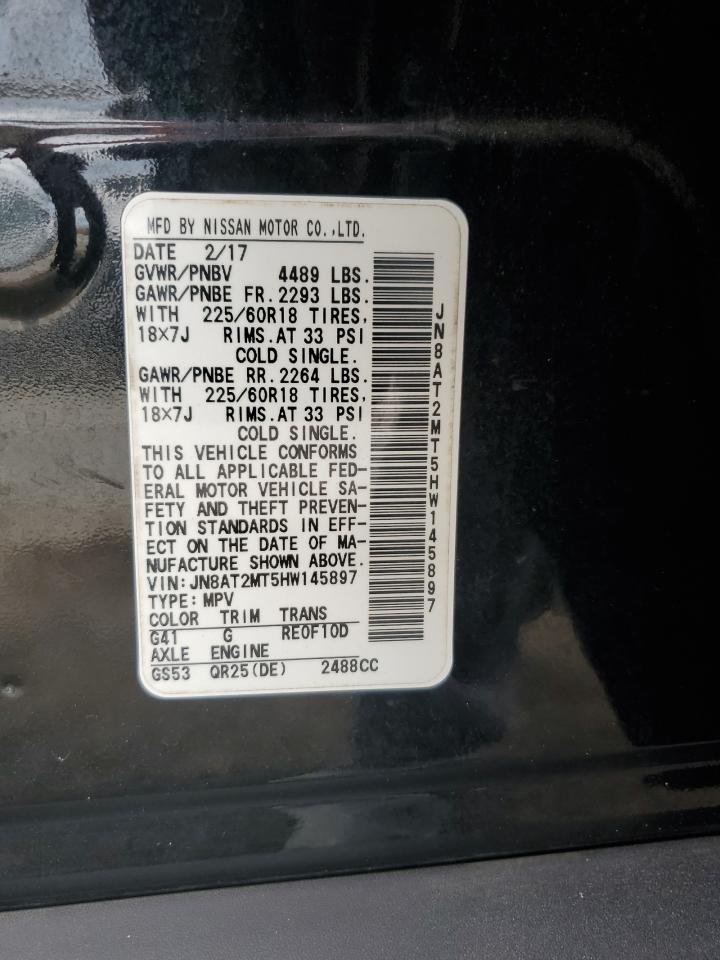 MFD BY NISSAN MOTOR CO.,LTD.
DATE 2/17
GVWR/PNBV 4489 LBS.
GAWR/PNBE FR. 2293 LBS.
WITH 225/60R18 TIRES,
18×7J RIMS.AT 33 PSI
COLD SINGLE.
GAWR/PNBE RR. 2264 LBS.
WITH 225/60R18 TIRES,
18×7J RIMS.AT 33 PSI
COLD SINGLE.
THIS VEHICLE CONFORMS
TO ALL APPLICABLE FED-
ERAL MOTOR VEHICLE SA-
FETY AND THEFT PREVEN-
TION STANDARDS IN EFF-
ECT ON THE DATE OF MA-
NUFACTURE SHOWN ABOVE.
VIN:JN8AT2MT5HW145897
TYPE:MPV
COLOR TRIM TRANS
G41 G RE0F10D
AXLE ENGINE
GS53 QR25(DE) 2488CC
JN8AT2MT5HW145897